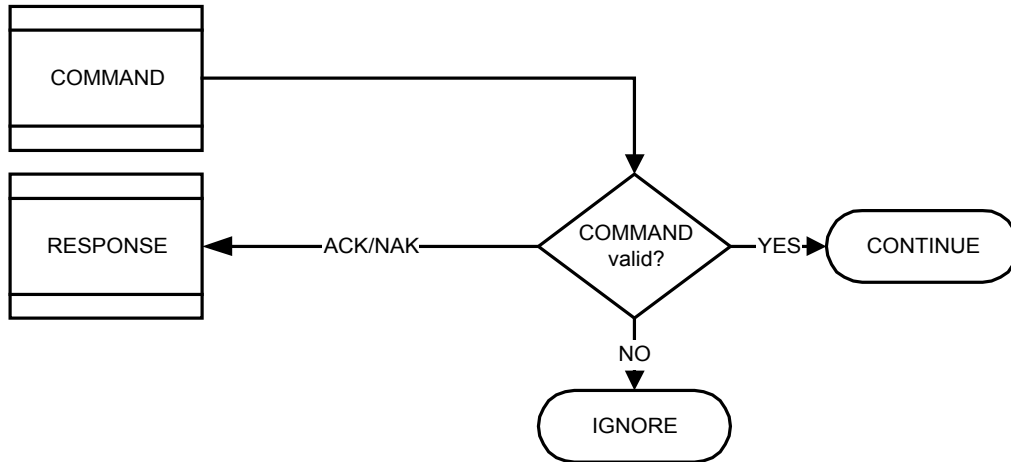 COMMAND
RESPONSE
ACK/NAK
COMMAND
valid?
YES
CONTINUE
NO
IGNORE